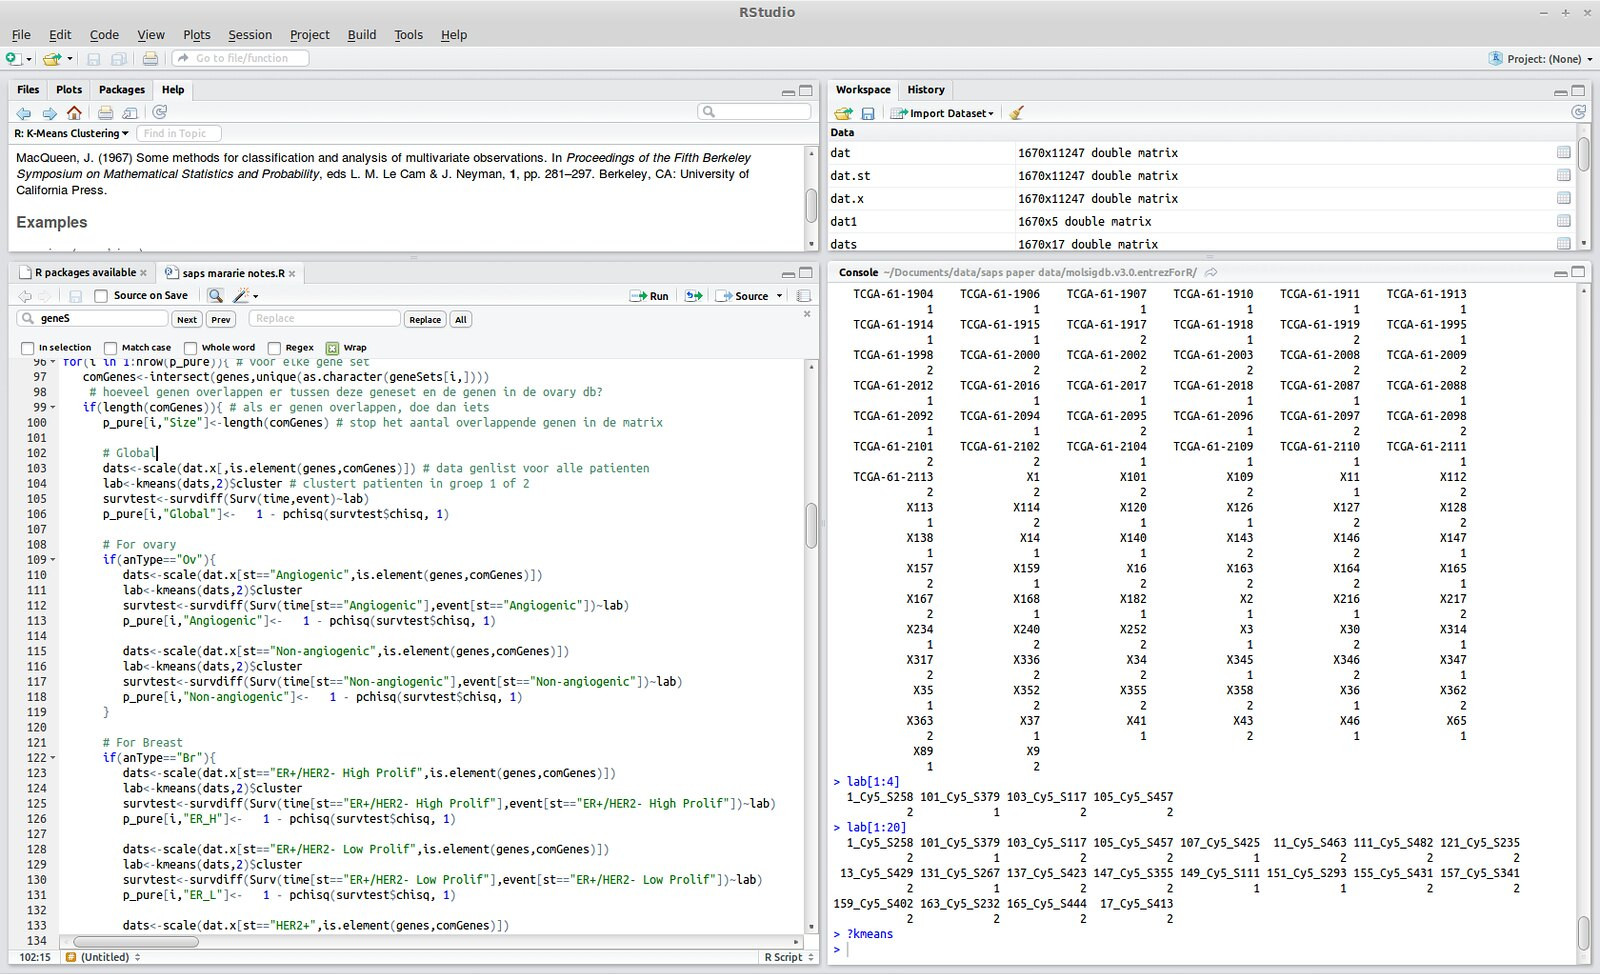 RStudio
File Edit Code View Plots Session Project Build Tools Help
Go to file/function
Project: (None)
Files Plots Packages Help
R: K-Means Clustering
Find in Topic
MacQueen, J. (1967) Some methods for classification and analysis of multivariate observations. In Proceedings of the Fifth Berkeley
Symposium on Mathematical Statistics and Probability, eds L. M. Le Cam & J. Neyman, 1, pp. 281–297. Berkeley, CA: University of
California Press.
Examples
Workspace History
Import Dataset
Data
dat 1670x11247 double matrix
dat.st 1670x11247 double matrix
dat.x 1670x11247 double matrix
dat1 1670x5 double matrix
dats 1670x17 double matrix
R packages available saps mararie notes.R
Source on Save Run Source
geneS Next Prev Replace Replace All
In selection Match case Whole word Regex Wrap
96 for(i in 1:nrow(p_pure)){ # voor elke gene set
97 comGenes<-intersect(genes,unique(as.character(geneSets[i,])))
98 # hoeveel genen overlappen er tussen deze geneset en de genen in de ovary db?
99 if(length(comGenes)){ # als er genen overlappen, doe dan iets
100 p_pure[i,"Size"]<-length(comGenes) # stop het aantal overlappende genen in de matrix
101
102 # Global
103 dats<-scale(dat.x[,is.element(genes,comGenes)]) # data genlist voor alle patienten
104 lab<-kmeans(dats,2)$cluster # clustert patienten in groep 1 of 2
105 survtest<-survdiff(Surv(time,event)~lab)
106 p_pure[i,"Global"]<- 1 - pchisq(survtest$chisq, 1)
107
108 # For ovary
109 if(anType=="Ov"){
110 dats<-scale(dat.x[st=="Angiogenic",is.element(genes,comGenes)])
111 lab<-kmeans(dats,2)$cluster
112 survtest<-survdiff(Surv(time[st=="Angiogenic"],event[st=="Angiogenic"])~lab)
113 p_pure[i,"Angiogenic"]<- 1 - pchisq(survtest$chisq, 1)
114
115 dats<-scale(dat.x[st=="Non-angiogenic",is.element(genes,comGenes)])
116 lab<-kmeans(dats,2)$cluster
117 survtest<-survdiff(Surv(time[st=="Non-angiogenic"],event[st=="Non-angiogenic"])~lab)
118 p_pure[i,"Non-angiogenic"]<- 1 - pchisq(survtest$chisq, 1)
119 }
120
121 # For Breast
122 if(anType=="Br"){
123 dats<-scale(dat.x[st=="ER+/HER2- High Prolif",is.element(genes,comGenes)])
124 lab<-kmeans(dats,2)$cluster
125 survtest<-survdiff(Surv(time[st=="ER+/HER2- High Prolif"],event[st=="ER+/HER2- High Prolif"])~lab)
126 p_pure[i,"ER_H"]<- 1 - pchisq(survtest$chisq, 1)
127
128 dats<-scale(dat.x[st=="ER+/HER2- Low Prolif",is.element(genes,comGenes)])
129 lab<-kmeans(dats,2)$cluster
130 survtest<-survdiff(Surv(time[st=="ER+/HER2- Low Prolif"],event[st=="ER+/HER2- Low Prolif"])~lab)
131 p_pure[i,"ER_L"]<- 1 - pchisq(survtest$chisq, 1)
132
133 dats<-scale(dat.x[st=="HER2+",is.element(genes,comGenes)])
134
102:15 (Untitled) R Script
Console ~/Documents/data/saps paper data/molsigdb.v3.0.entrezForR/
TCGA-61-1904 TCGA-61-1906 TCGA-61-1907 TCGA-61-1910 TCGA-61-1911 TCGA-61-1913
1 1 1 1 1 1
TCGA-61-1914 TCGA-61-1915 TCGA-61-1917 TCGA-61-1918 TCGA-61-1919 TCGA-61-1995
1 1 2 1 2 1
TCGA-61-1998 TCGA-61-2000 TCGA-61-2002 TCGA-61-2003 TCGA-61-2008 TCGA-61-2009
2 2 2 2 2 2
TCGA-61-2012 TCGA-61-2016 TCGA-61-2017 TCGA-61-2018 TCGA-61-2087 TCGA-61-2088
2 1 1 1 1 1
TCGA-61-2092 TCGA-61-2094 TCGA-61-2095 TCGA-61-2096 TCGA-61-2097 TCGA-61-2098
1 1 2 1 2 2
TCGA-61-2101 TCGA-61-2102 TCGA-61-2104 TCGA-61-2109 TCGA-61-2110 TCGA-61-2111
2 2 1 1 1 1
TCGA-61-2113 X1 X101 X109 X11 X112
2 2 2 2 1 2
X113 X114 X120 X126 X127 X128
1 2 1 1 2 2
X138 X14 X140 X143 X146 X147
1 1 1 2 2 1
X157 X159 X16 X163 X164 X165
1 2 2 2 2 1
X167 X168 X182 X2 X216 X217
2 1 1 1 1 2
X234 X240 X252 X3 X30 X314
1 2 1 1 1 2
X317 X336 X34 X345 X346 X347
2 2 2 1 2 1
X35 X352 X355 X358 X36 X362
1 2 2 2 1 2
X363 X37 X41 X43 X46 X65
2 1 1 2 1 1
X89 X9
1 2
> lab[1:4]
1_Cy5_S258 101_Cy5_S379 103_Cy5_S117 105_Cy5_S457
2 1 2 2
> lab[1:20]
1_Cy5_S258 101_Cy5_S379 103_Cy5_S117 105_Cy5_S457 107_Cy5_S425 11_Cy5_S463 111_Cy5_S482 121_Cy5_S235
2 1 2 2 1 2 2 2
13_Cy5_S429 131_Cy5_S267 137_Cy5_S423 147_Cy5_S355 149_Cy5_S111 151_Cy5_S293 155_Cy5_S431 157_Cy5_S341
2 1 2 2 1 1 2 2
159_Cy5_S402 163_Cy5_S232 165_Cy5_S444 17_Cy5_S413
2 2 2 2
> ?kmeans
>